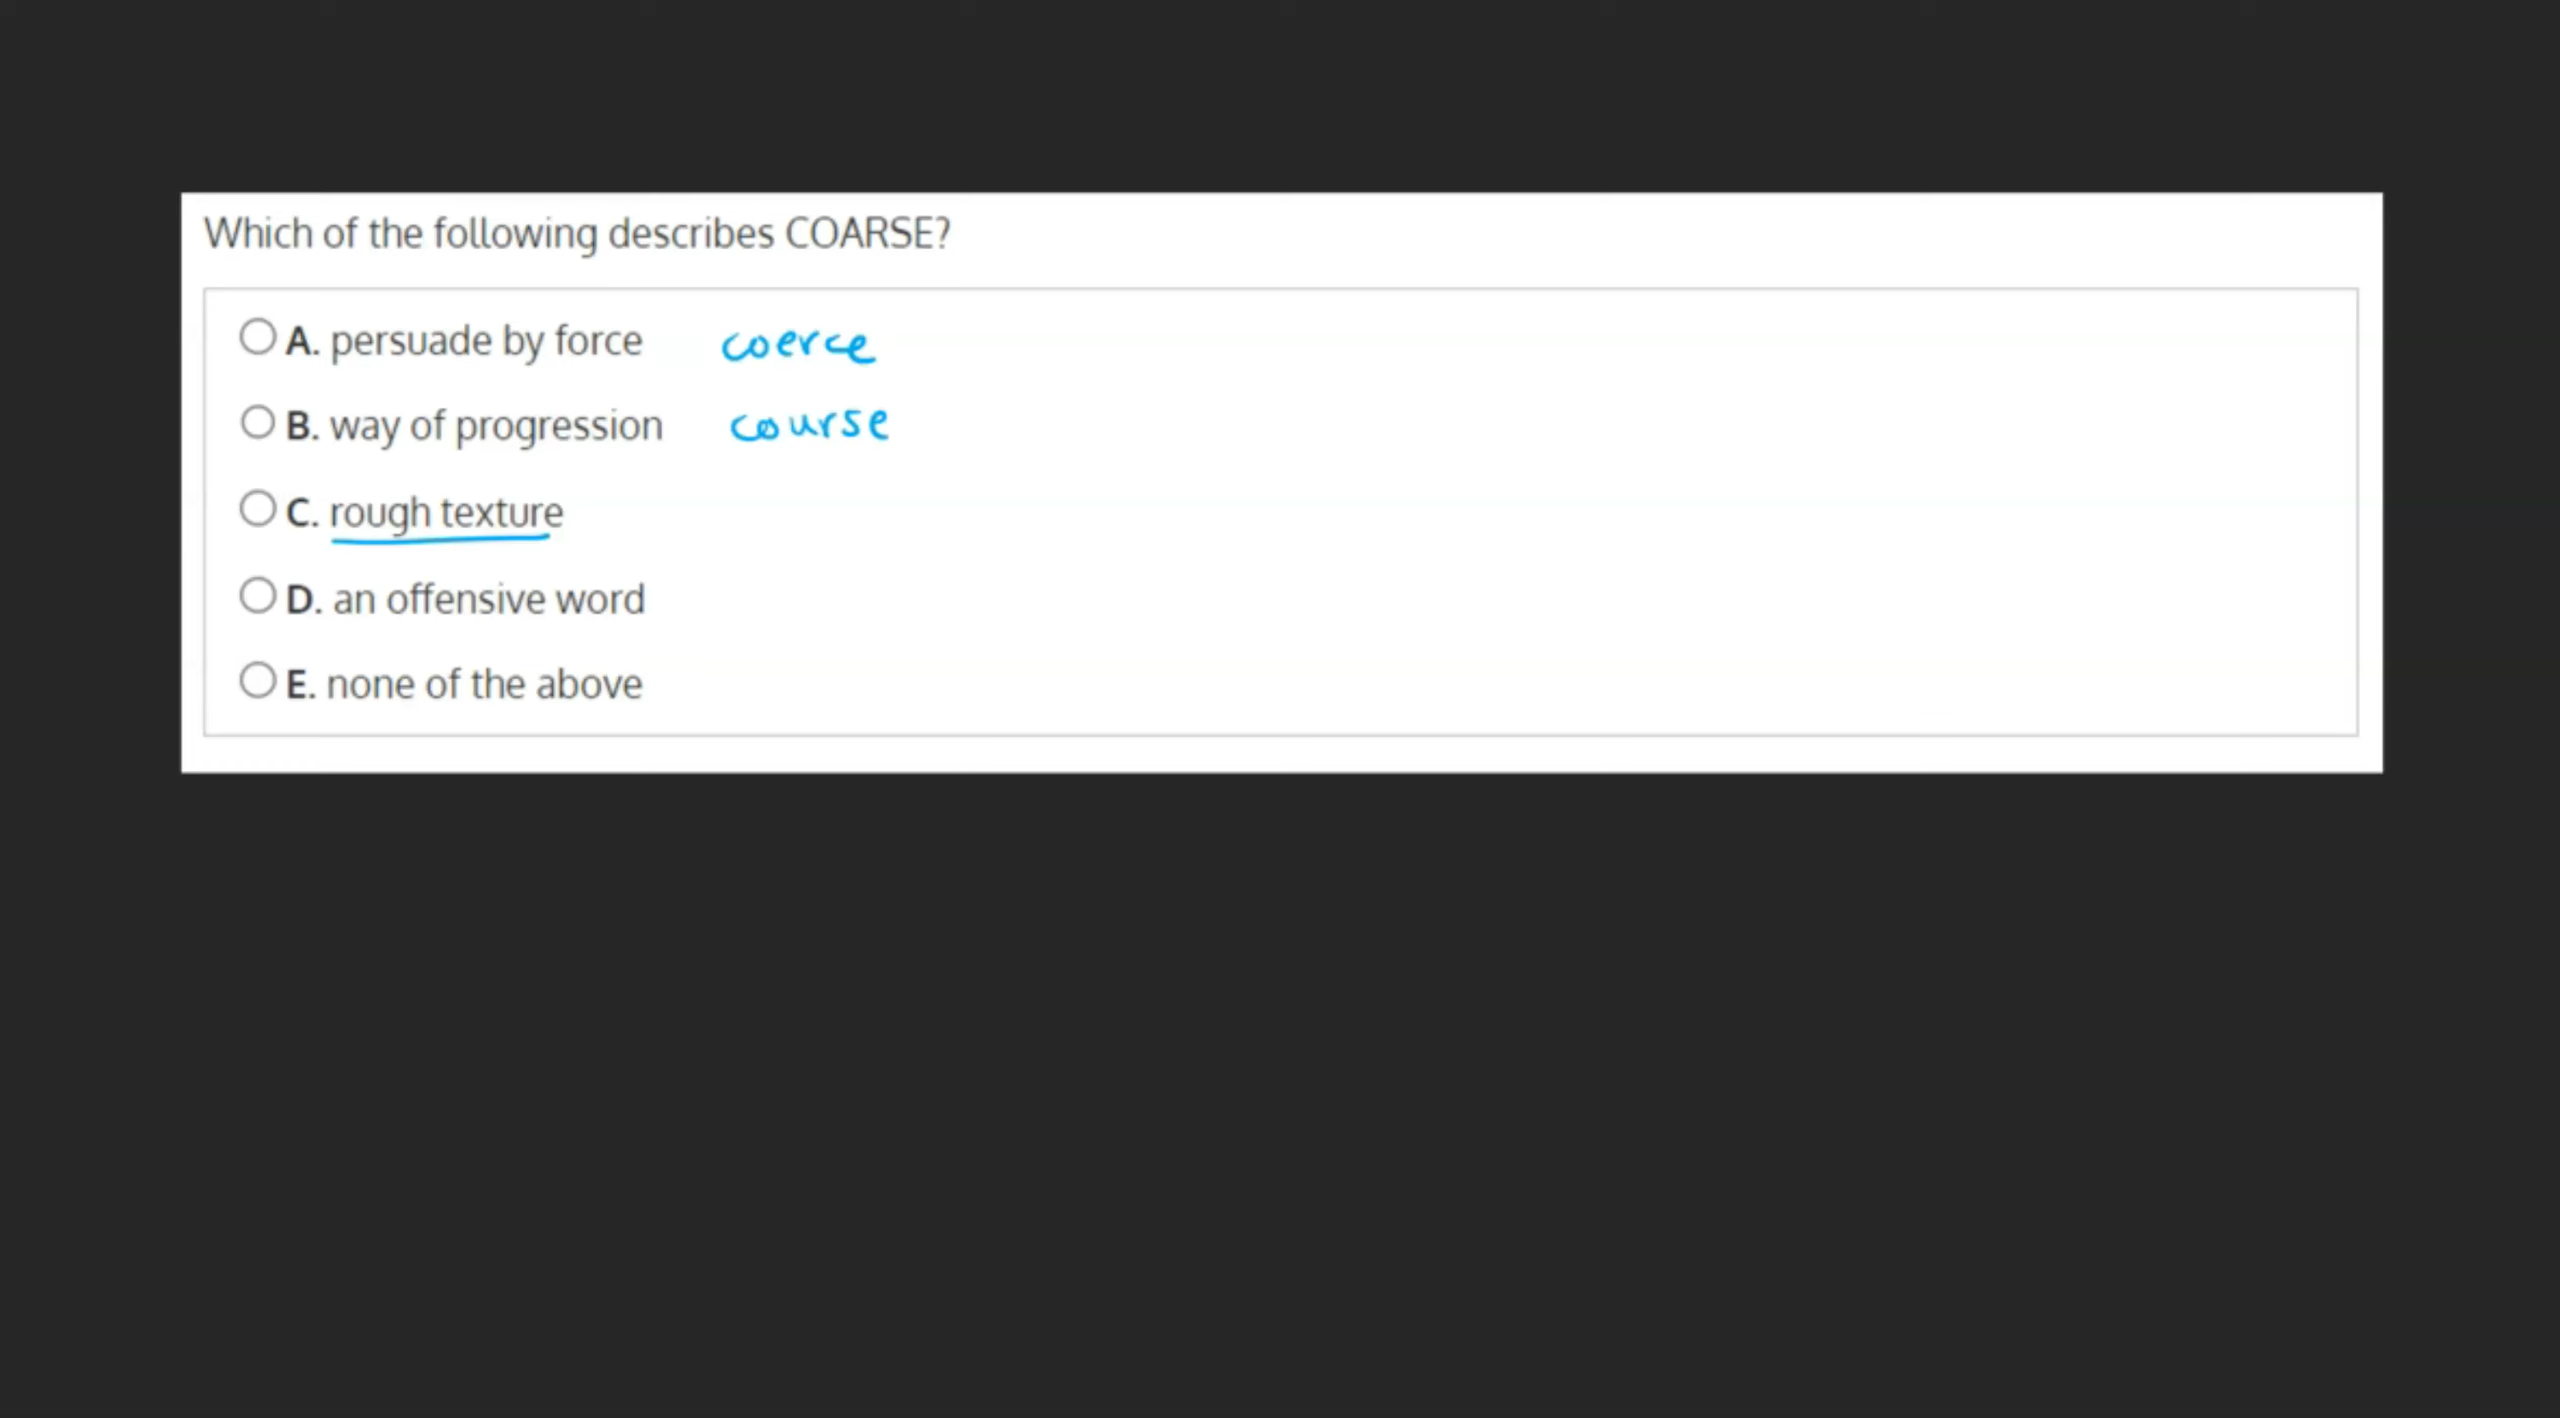 Which of the following describes COARSE?
A. persuade by force coerce
B. way of progression course
C. rough texture
D. an offensive word
E. none of the above